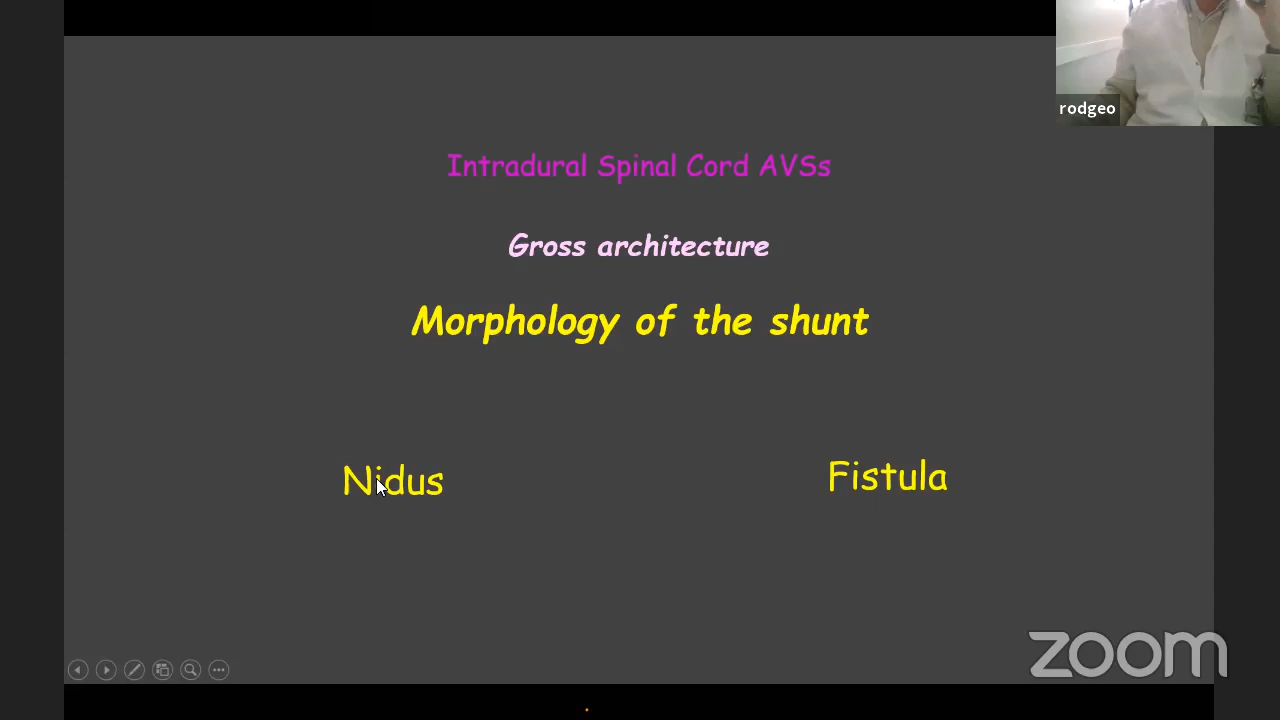 rodgeo
Intradural Spinal Cord AVSs
Gross architecture
Morphology of the shunt
Nidus
Fistula
zoom